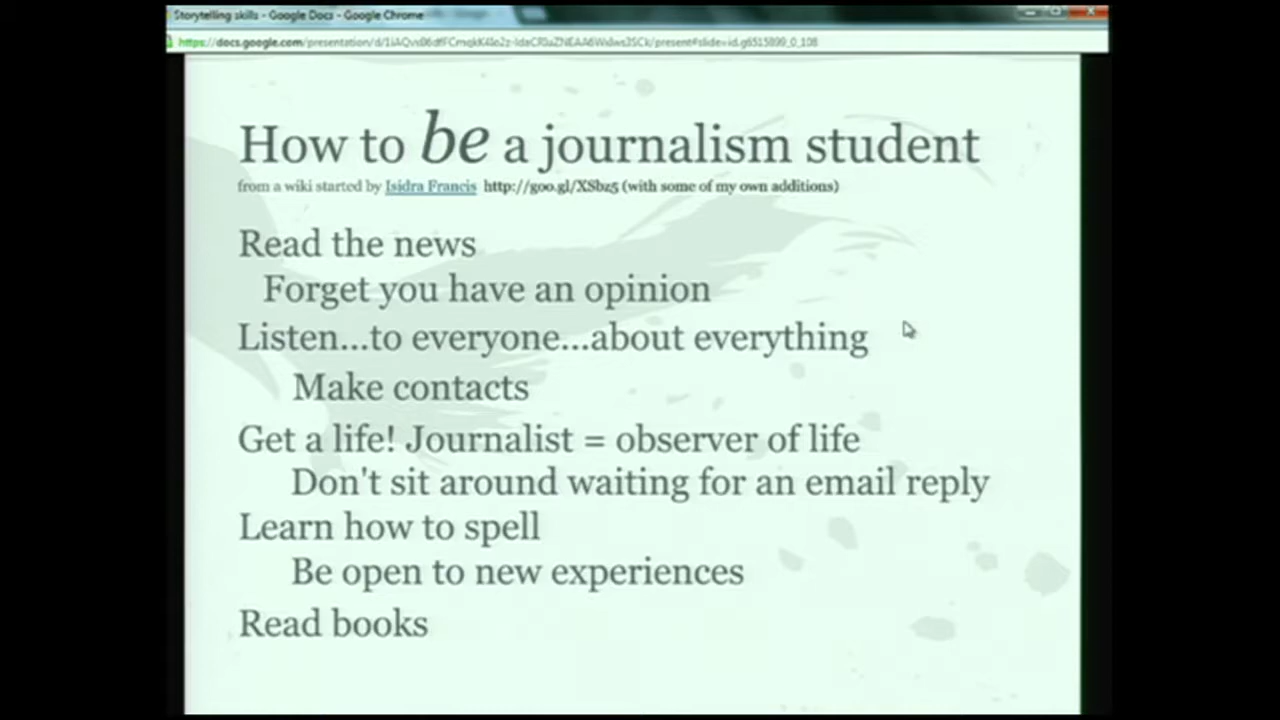 Storytelling skills - Google Docs - Google Chrome
How to be a journalism student
from a wiki started by Isidra Francis http://goo.gl/XSbz5 (with some of my own additions)
Read the news
Forget you have an opinion
Listen...to everyone...about everything
Make contacts
Get a life! Journalist = observer of life
Don't sit around waiting for an email reply
Learn how to spell
Be open to new experiences
Read books